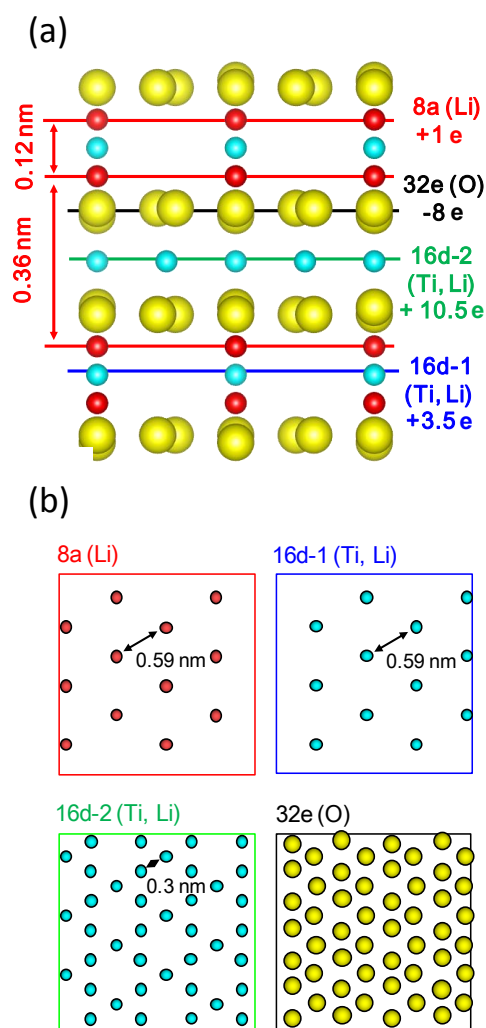 (a)
8a (Li)
+1 e
0.12 nm
32e (O)
-8 e
0.36 nm
16d-2
(Ti, Li)
+ 10.5 e
16d-1
(Ti, Li)
+3.5 e
(b)
8a (Li)
16d-1 (Ti, Li)
0.59 nm
0.59 nm
16d-2 (Ti, Li)
32e (O)
0.3 nm